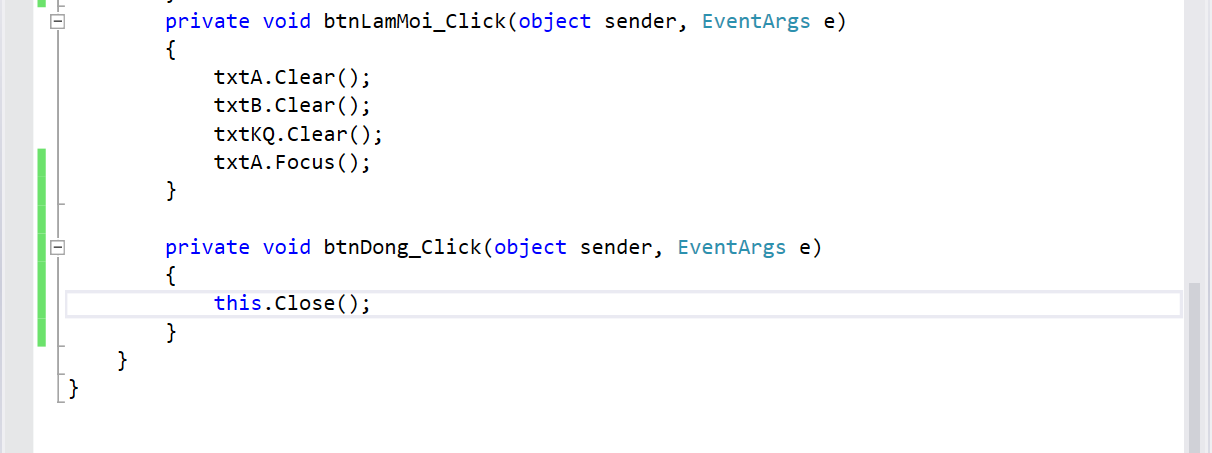 private void btnLamMoi_Click(object sender, EventArgs e)
{
txtA.Clear();
txtB.Clear();
txtKQ.Clear();
txtA.Focus();
}
private void btnDong_Click(object sender, EventArgs e)
{
this.Close();
}
}
}